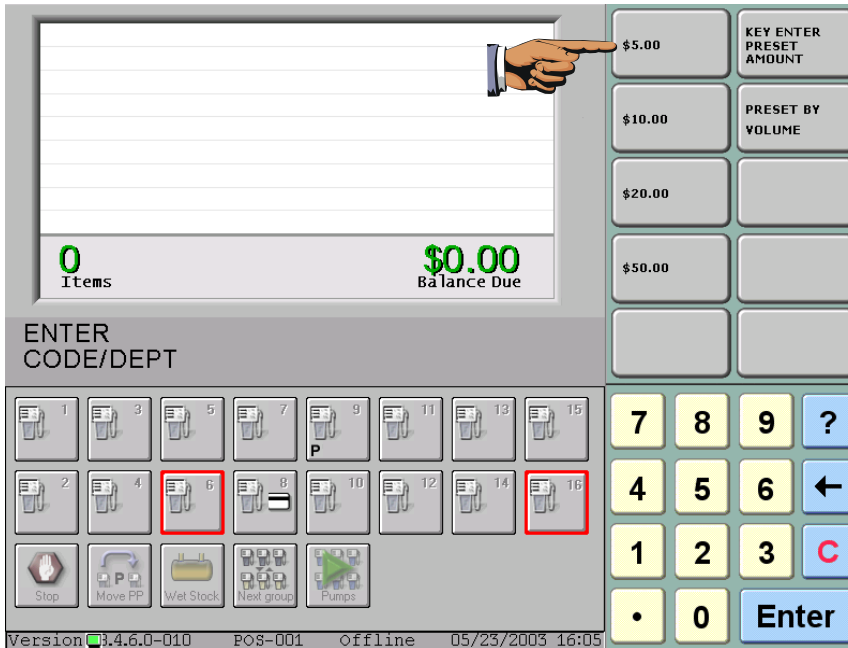 $5.00
KEY ENTER
PRESET
AMOUNT
$10.00
PRESET BY
VOLUME
$20.00
$50.00
0
Items
$0.00
Balance Due
ENTER
CODE/DEPT
1
3
5
7
9
P
11
13
15
2
4
6
8
10
12
14
16
Stop
P
Move PP
Wet Stock
Next group
Pumps
7
8
9
?
4
5
6
←
1
2
3
C
•
0
Enter
Version 3.4.6.0-010 POS-001 Offline 05/23/2003 16:05